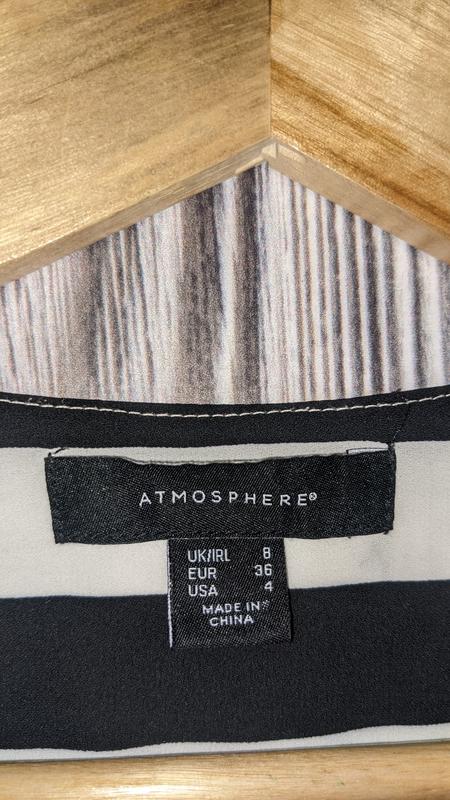 ATMOSPHERE®
UK/IRL 8
EUR 36
USA 4
MADE IN
CHINA